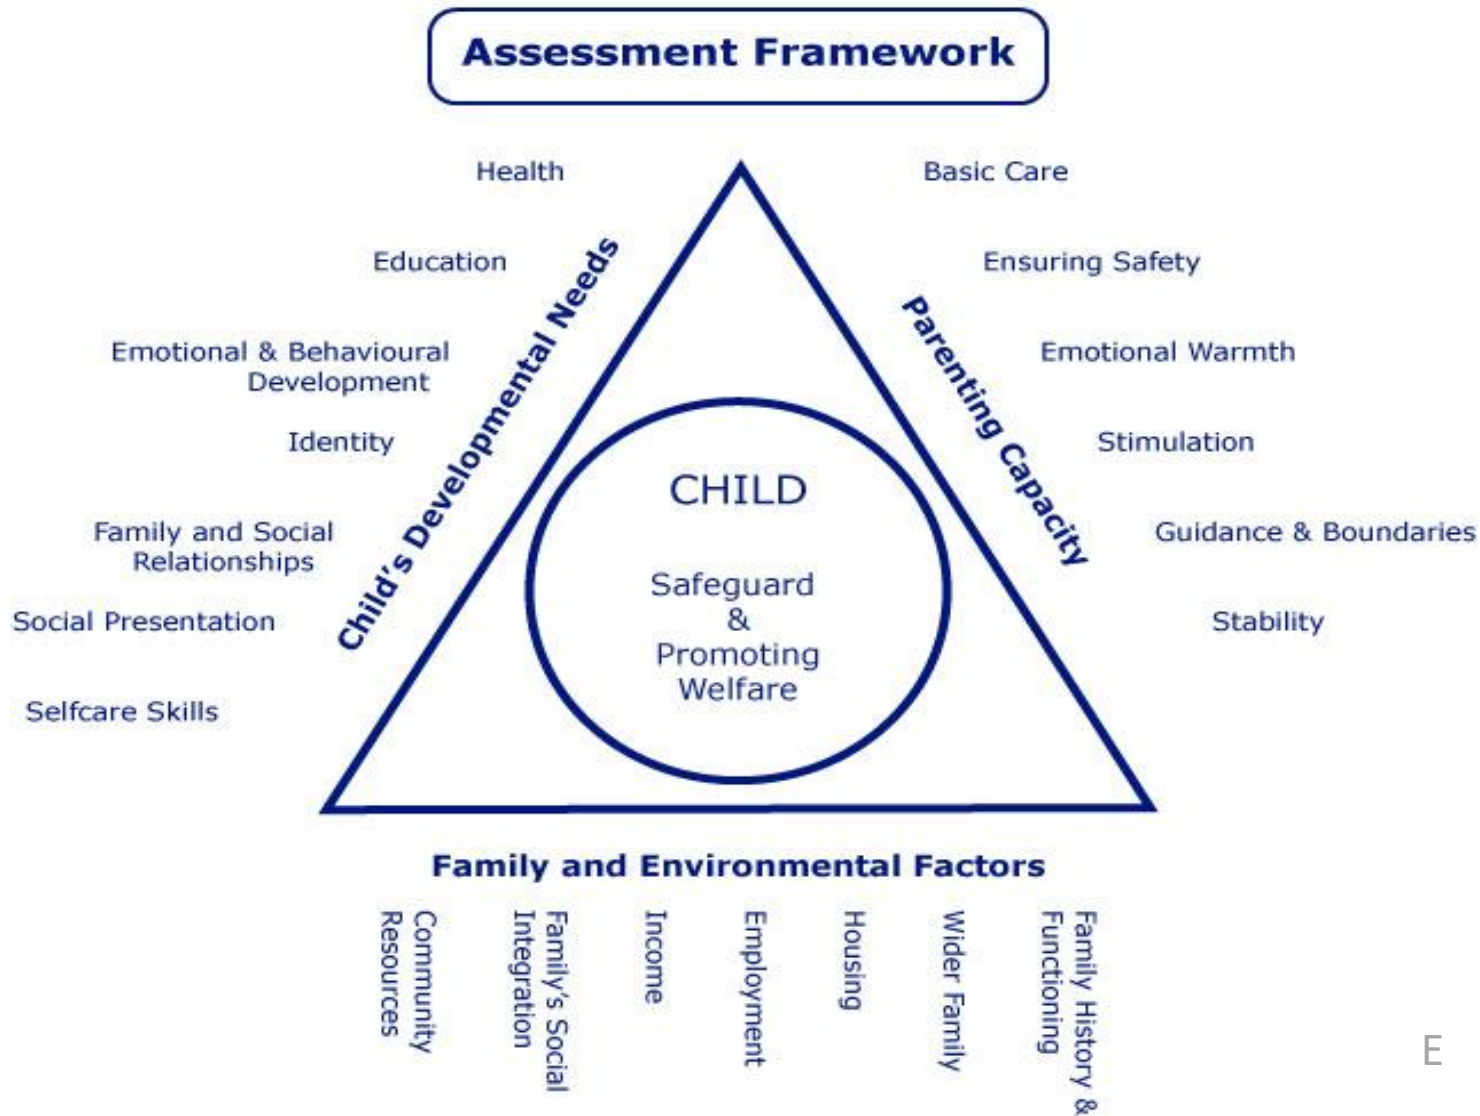 Assessment Framework
Health
Education
Emotional & Behavioural
Development
Identity
Family and Social
Relationships
Social Presentation
Selfcare Skills
Child's Developmental Needs
Basic Care
Ensuring Safety
Emotional Warmth
Stimulation
Guidance & Boundaries
Stability
Parenting Capacity
CHILD
Safeguard
&
Promoting
Welfare
Family and Environmental Factors
Community
Resources
Family's Social
Integration
Income
Employment
Housing
Wider Family
Family History &
Functioning
E